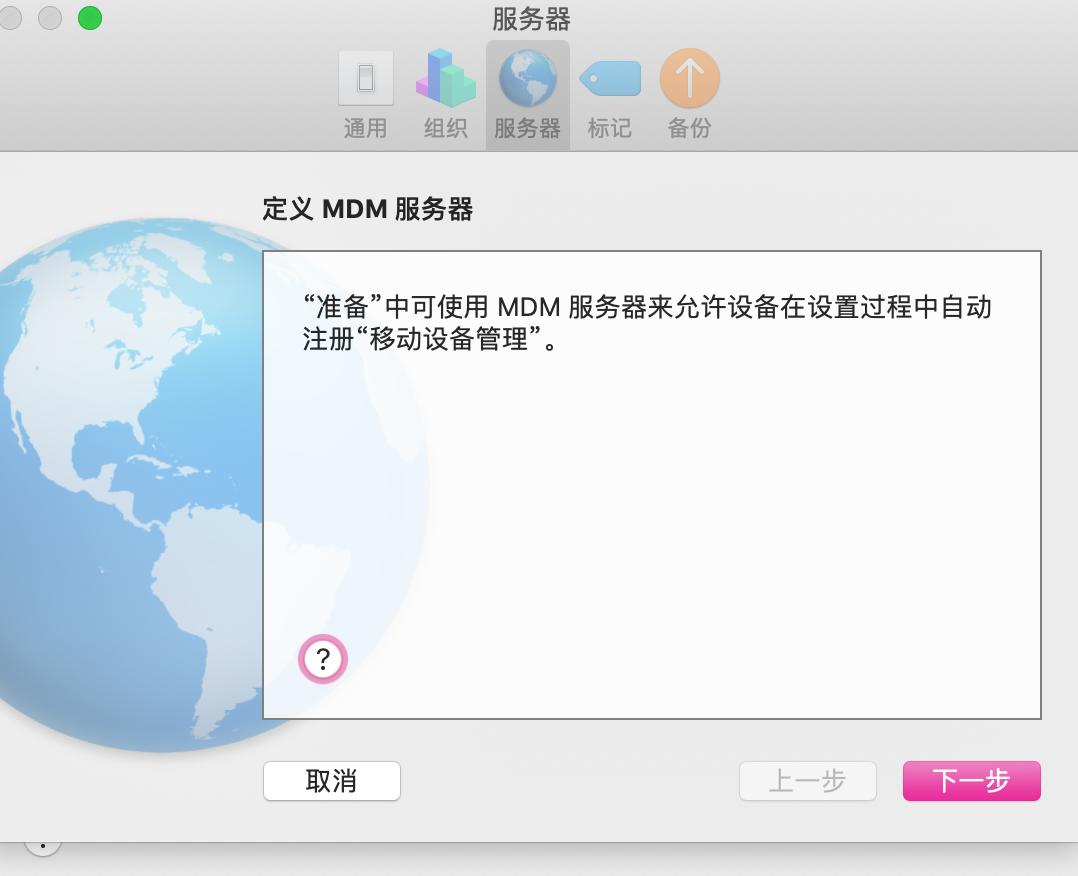 服务器
通用
组织
服务器
标记
备份
定义 MDM 服务器
“准备”中可使用 MDM 服务器来允许设备在设置过程中自动
注册“移动设备管理”。
?
取消
上一步
下一步